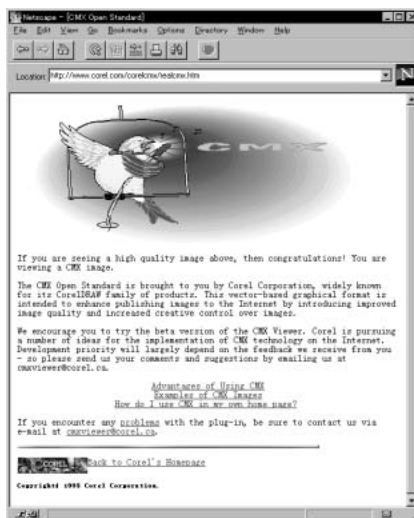 Netscape - [CMX Open Standard]
File Edit View Go Bookmarks Options Directory Window Help
Location: http://www.corel.com/corelcmx/realcmx.htm
N
CMX
If you are seeing a high quality image above, then congratulations! You are
viewing a CMX image.
The CMX Open Standard is brought to you by Corel Corporation, widely known
for its CorelDRAW family of products. This vector-based graphical format is
intended to enhance publishing images to the Internet by introducing improved
image quality and increased creative control over images.
We encourage you to try the beta version of the CMX Viewer. Corel is pursuing
a number of ideas for the implementation of CMX technology on the Internet.
Development priority will largely depend on the feedback we receive from you
- so please send us your comments and suggestions by emailing us at
cmxviewer@corel.ca.
Advantages of Using CMX
Examples of CMX Images
How do I use CMX in my own home page?
If you encounter any problems with the plug-in, be sure to contact us via
e-mail at cmxviewer@corel.ca.
COREL Back to Corel's Homepage
Copyright© 1995 Corel Corporation.